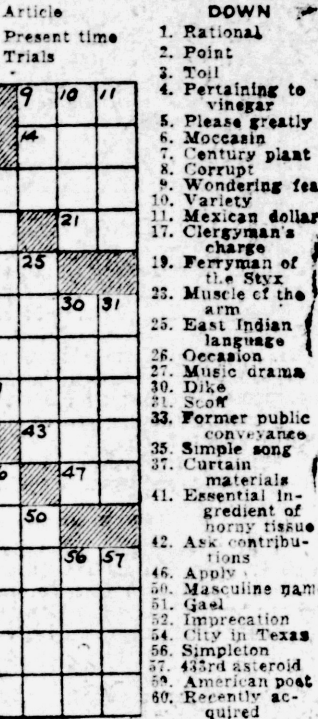 Article
Present time
Trials
9 10 11
14
21
25
30 31
43
47
50
56 57
DOWN
1. Rational
2. Point
3. Toil
4. Pertaining to
vinegar
5. Please greatly
6. Moccasin
7. Century plant
8. Corrupt
9. Wondering fea
10. Variety
11. Mexican dollar
17. Clergyman's
charge
19. Ferryman of
the Styx
23. Muscle of the
arm
25. East Indian
language
26. Occasion
27. Music drama
30. Dike
31. Scoff
33. Former public
conveyance
35. Simple song
37. Curtain
materials
41. Essential in-
gredient of
horny tissue
42. Ask contribu-
tions
46. Apply
50. Masculine nam
51. Gael
52. Imprecation
54. City in Texas
56. Simpleton
57. 433rd asteroid
59. American poet
60. Recently ac-
quired